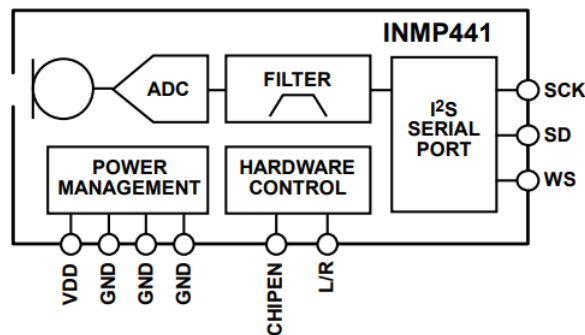 INMP441
ADC
FILTER
I²S
SERIAL
PORT
SCK
SD
WS
POWER
MANAGEMENT
HARDWARE
CONTROL
VDD
GND
GND
GND
CHIPEN
L/R